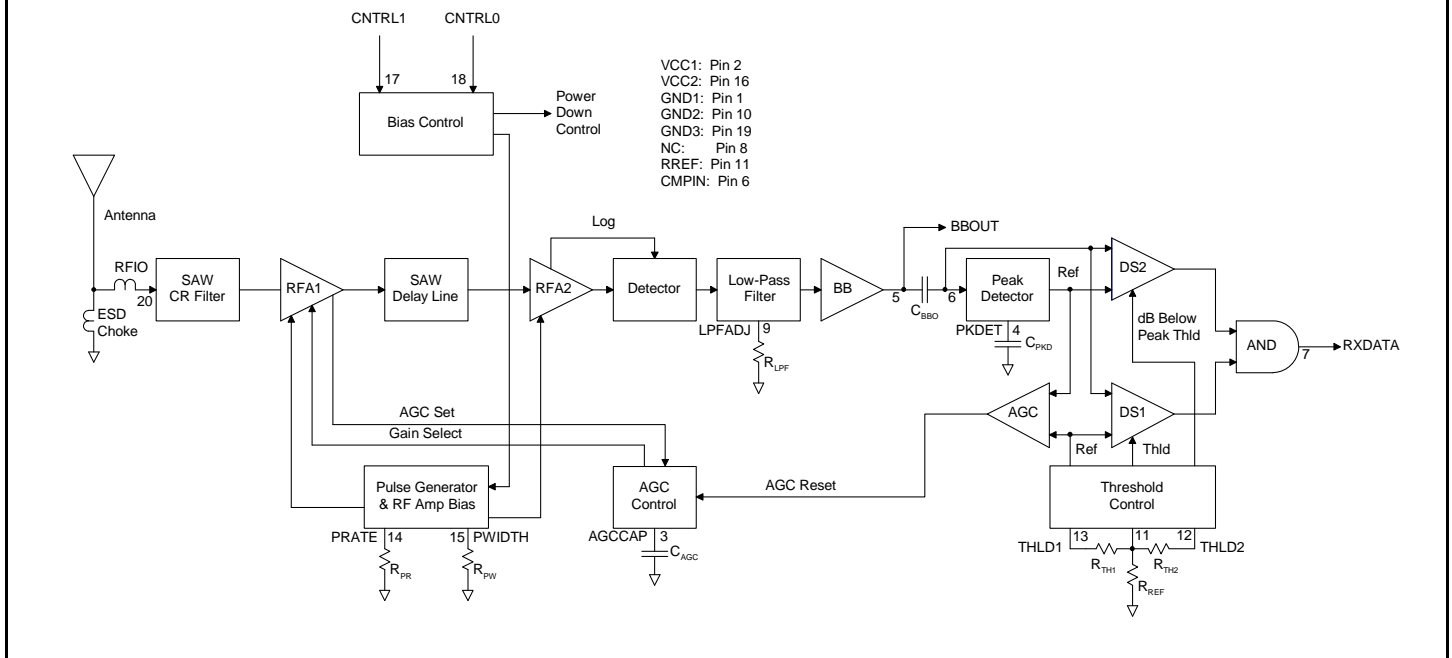 CNTRL1 CNTRL0
17 18
Bias Control
Power
Down
Control
VCC1: Pin 2
VCC2: Pin 16
GND1: Pin 1
GND2: Pin 10
GND3: Pin 19
NC: Pin 8
RREF: Pin 11
CMPIN: Pin 6
Antenna
RFIO
20
ESD
Choke
SAW
CR Filter
RFA1
SAW
Delay Line
Log
RFA2
Detector
Low-Pass
Filter
LPFADJ 9
RLPF
BB
BBOUT
5
CBBO
6
Peak
Detector
PKDET 4
CPKD
Ref
DS2
dB Below
Peak Thld
AND
7
RXDATA
AGC
DS1
Ref
Thld
AGC Set
Gain Select
AGC Reset
Pulse Generator
& RF Amp Bias
PRATE 14
15 PWIDTH
RPR
RPW
AGC
Control
AGCCAP 3
CAGC
Threshold
Control
THLD1 13 11 12 THLD2
RTH1 RTH2
RREF